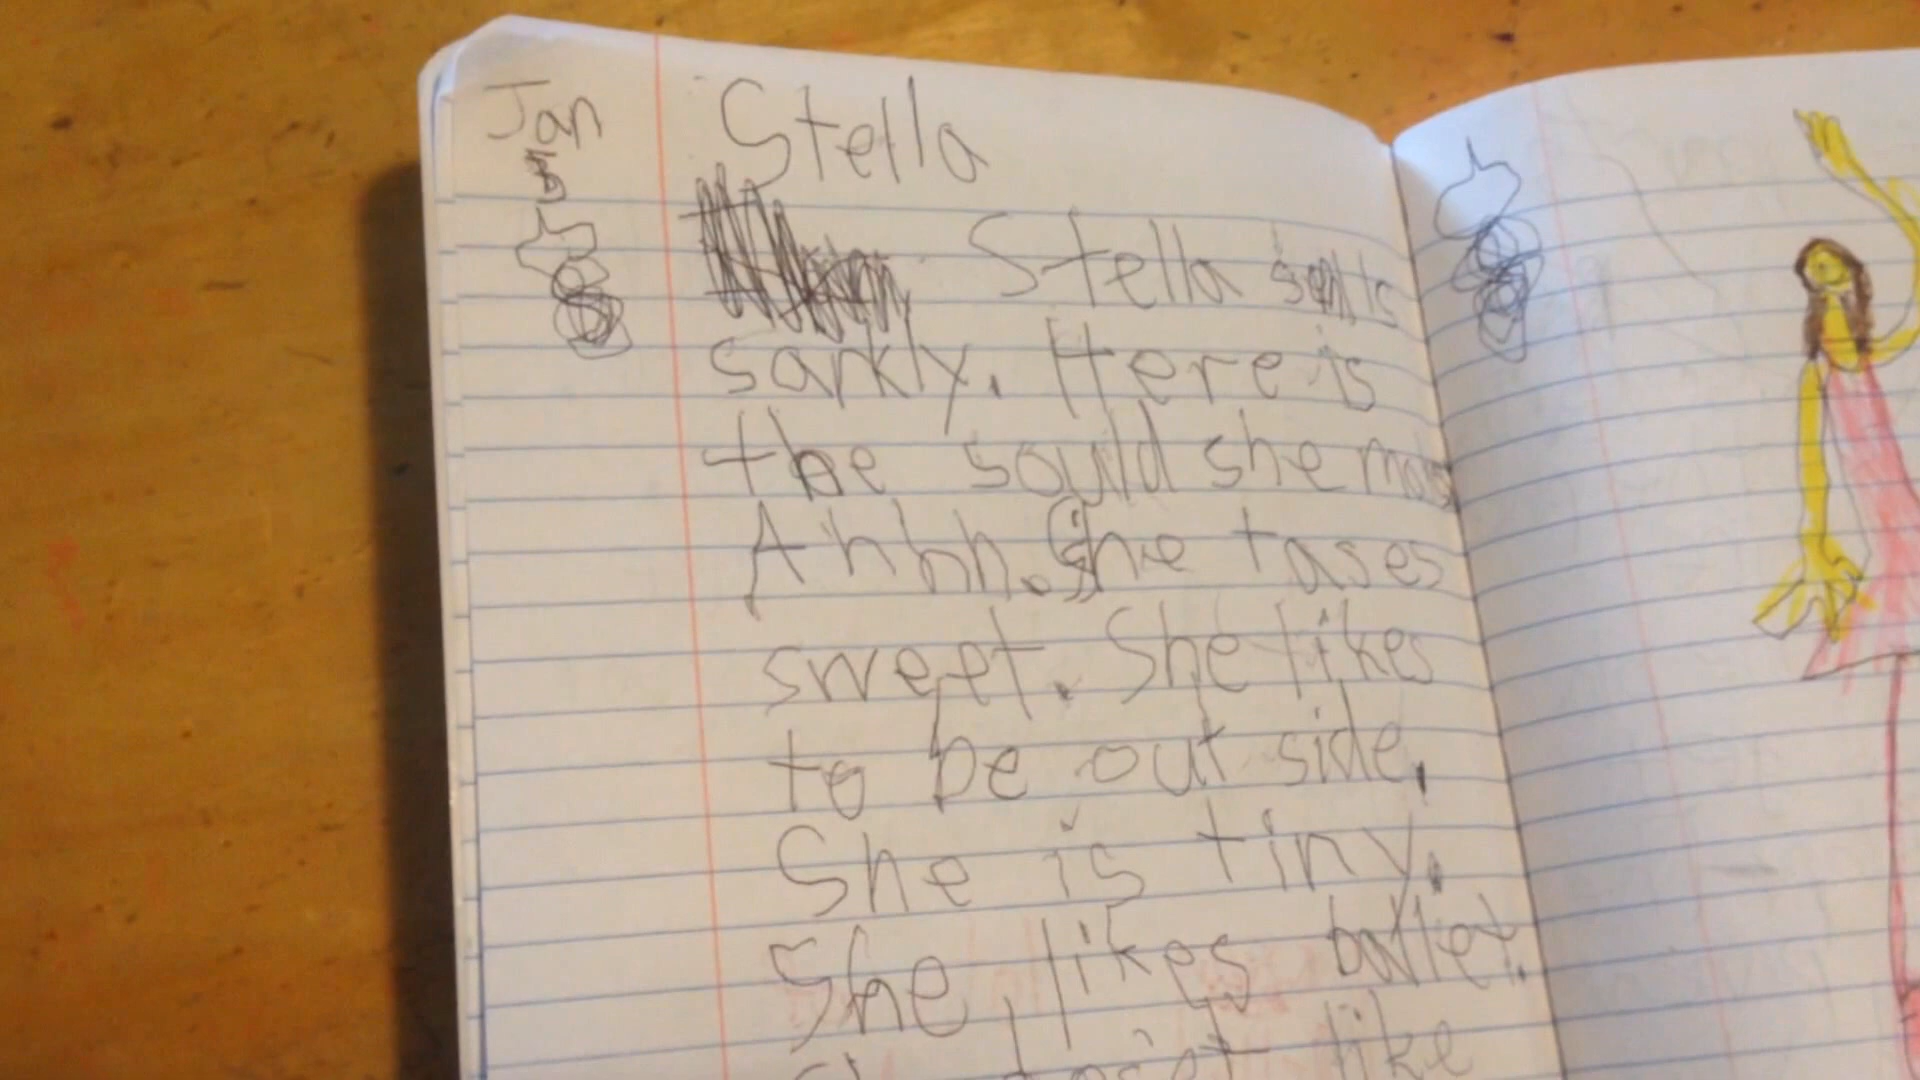 Jan
Stella
Stella
sarkly. Here is
the sould she
Ahhh. She tases
sweet. She likes
to be out side.
She is tiny.
She likes ballet.
like